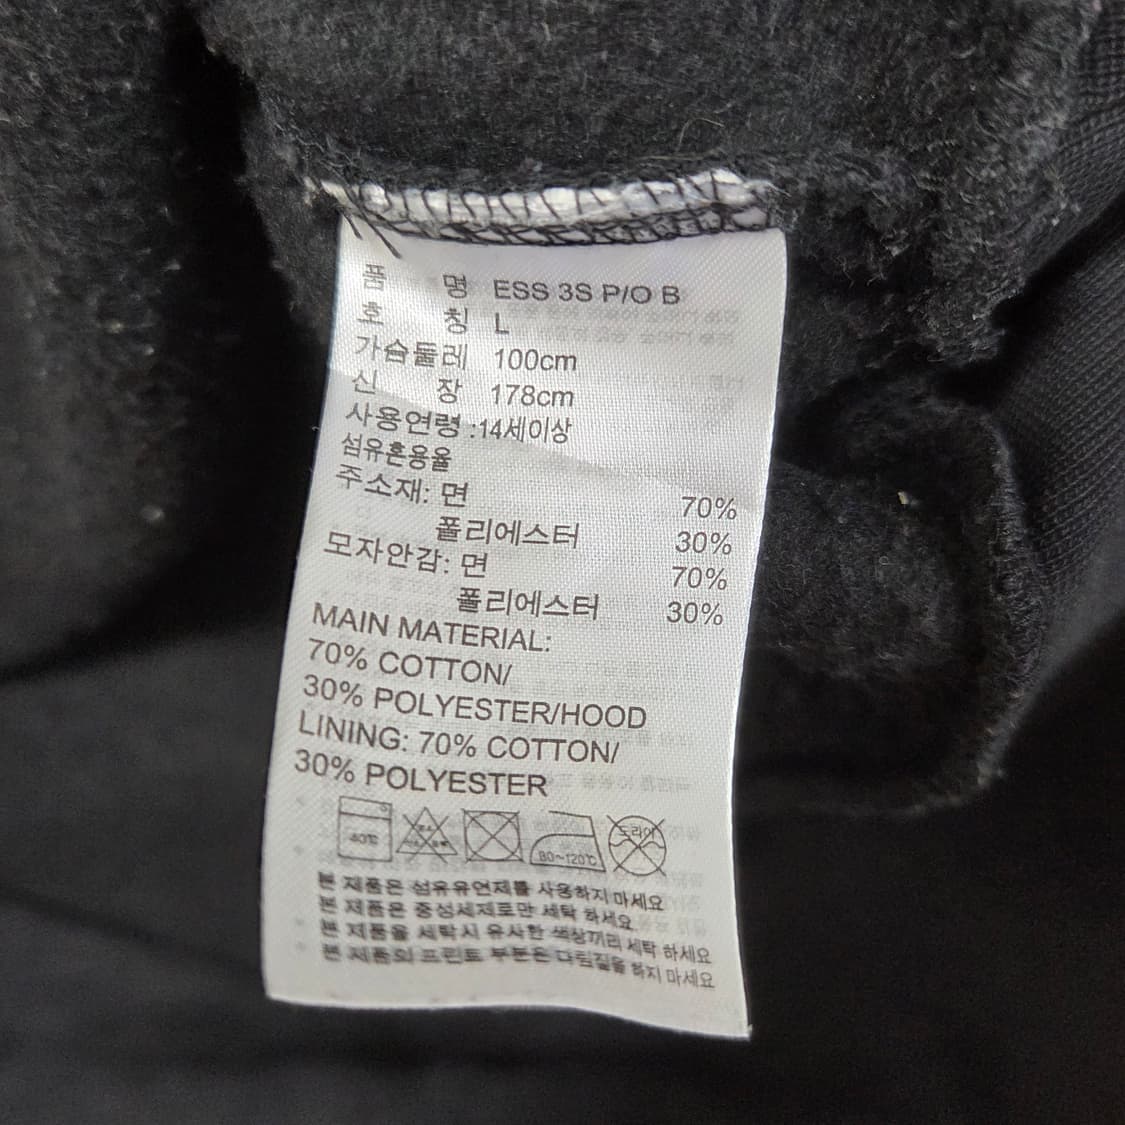 품 명 ESS 3S P/O B
호 칭 L
가슴둘레 100cm
신 장 178cm
사용연령 :14세이상
섬유혼용율
주소재: 면 70%
폴리에스터 30%
모자안감: 면 70%
폴리에스터 30%
MAIN MATERIAL:
70% COTTON/
30% POLYESTER/HOOD
LINING: 70% COTTON/
30% POLYESTER
40℃ 80~120℃ 드라이
본 제품은 섬유유연제를 사용하지 마세요
본 제품은 중성세제로만 세탁 하세요
본 제품을 세탁시 유사한 색상끼리 세탁 하세요
본 제품의 프린트 부분은 다림질을 하지 마세요